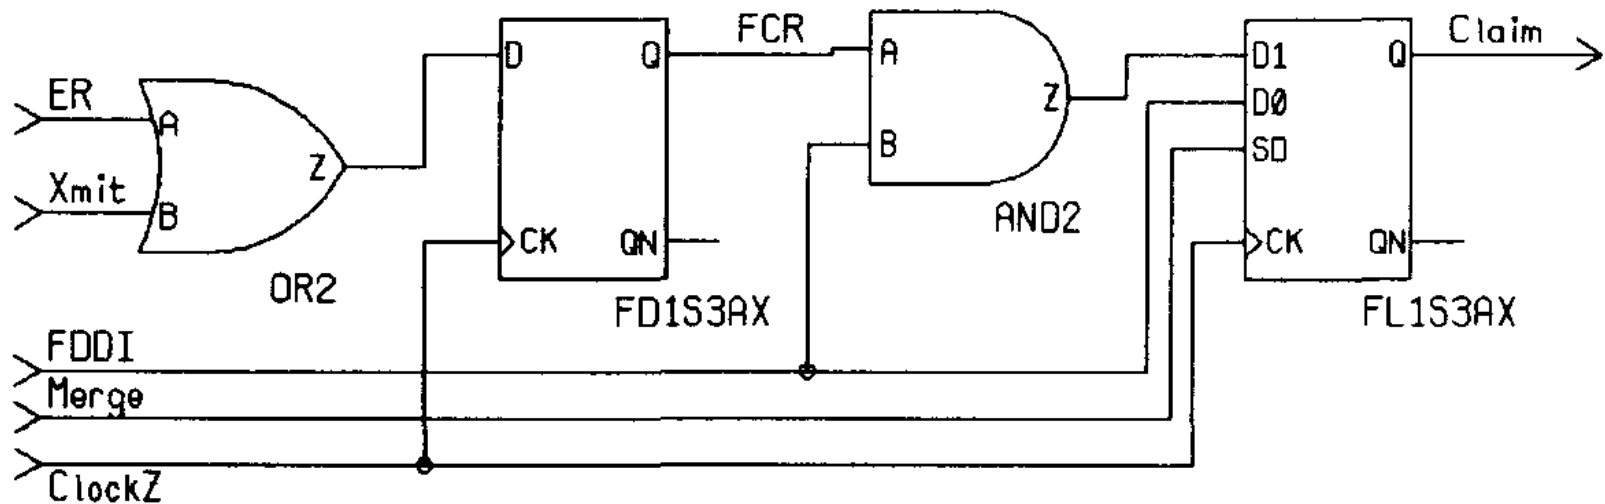 ER
Xmit
A
B
Z
OR2
D
Q
CK
QN
FD1S3AX
FCR
A
B
Z
AND2
D1
D0
SD
CK
Q
QN
FL1S3AX
Claim
FDDI
Merge
ClockZ